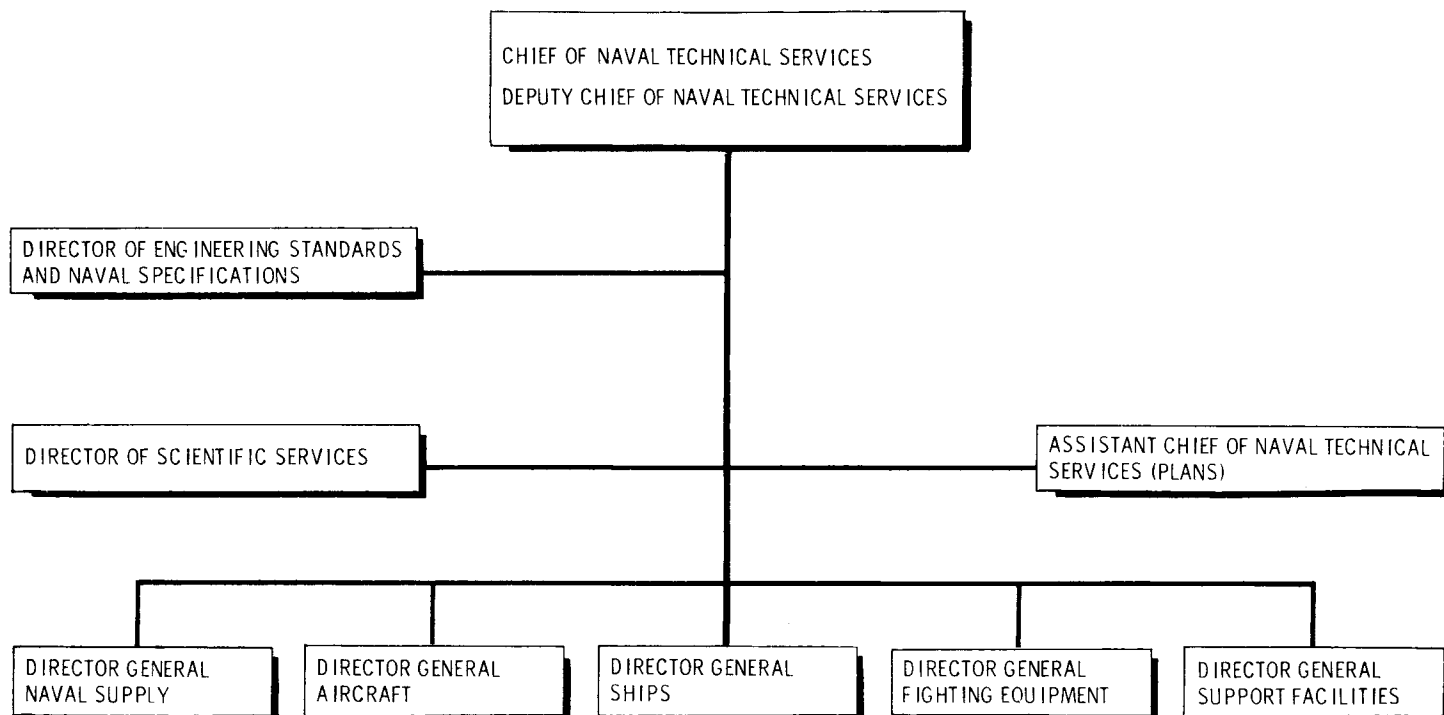 CHIEF OF NAVAL TECHNICAL SERVICES
DEPUTY CHIEF OF NAVAL TECHNICAL SERVICES
DIRECTOR OF ENGINEERING STANDARDS
AND NAVAL SPECIFICATIONS
DIRECTOR OF SCIENTIFIC SERVICES
ASSISTANT CHIEF OF NAVAL TECHNICAL
SERVICES (PLANS)
DIRECTOR GENERAL
NAVAL SUPPLY
DIRECTOR GENERAL
AIRCRAFT
DIRECTOR GENERAL
SHIPS
DIRECTOR GENERAL
FIGHTING EQUIPMENT
DIRECTOR GENERAL
SUPPORT FACILITIES